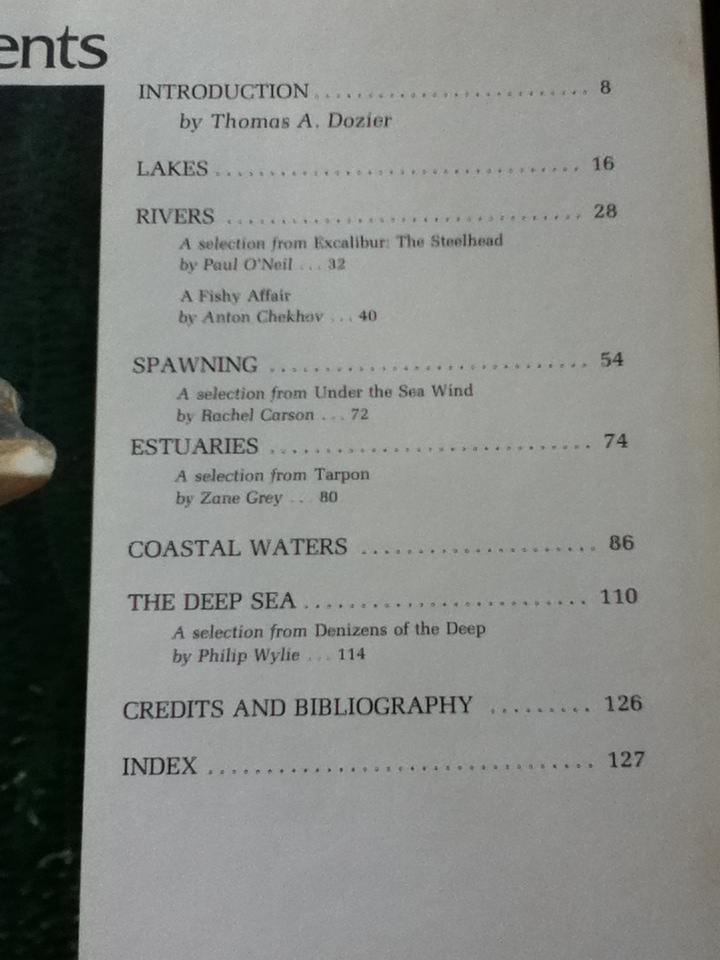 ents
INTRODUCTION ........................ 8
by Thomas A. Dozier
LAKES ........................ 16
RIVERS ........................ 28
A selection from Excalibur: The Steelhead
by Paul O'Neil ... 32
A Fishy Affair
by Anton Chekhov ... 40
SPAWNING ........................ 54
A selection from Under the Sea Wind
by Rachel Carson ... 72
ESTUARIES ........................ 74
A selection from Tarpon
by Zane Grey ... 80
COASTAL WATERS ........................ 86
THE DEEP SEA ........................ 110
A selection from Denizens of the Deep
by Philip Wylie ... 114
CREDITS AND BIBLIOGRAPHY ......... 126
INDEX ........................ 127